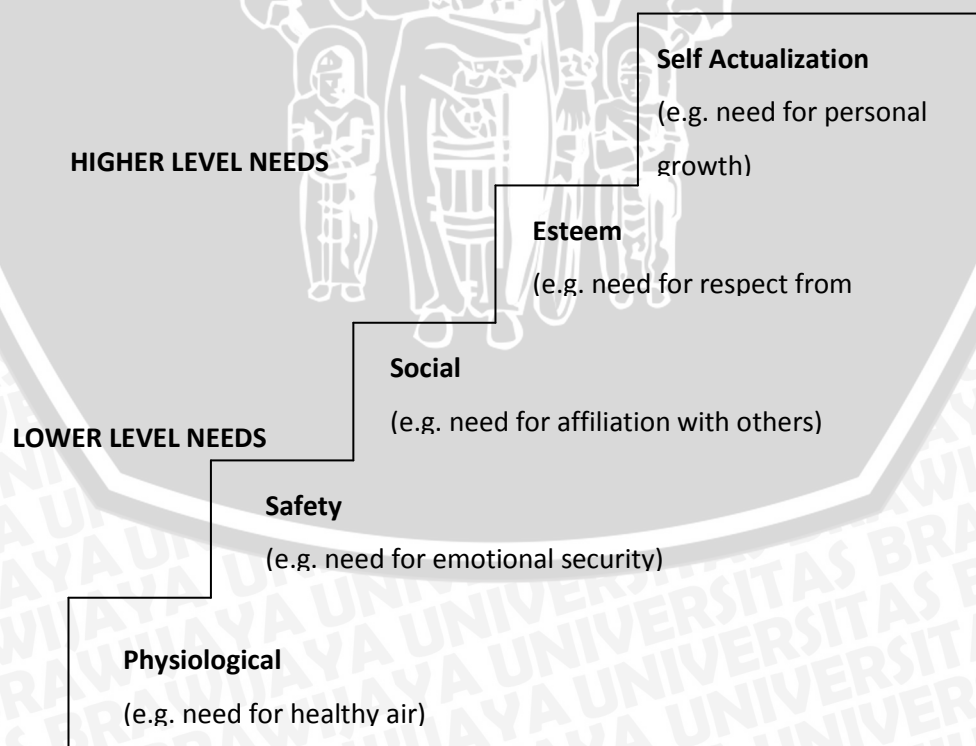 Self Actualization
(e.g. need for personal
growth)
HIGHER LEVEL NEEDS
Esteem
(e.g. need for respect from
Social
(e.g. need for affiliation with others)
LOWER LEVEL NEEDS
Safety
(e.g. need for emotional security)
Physiological
(e.g. need for healthy air)